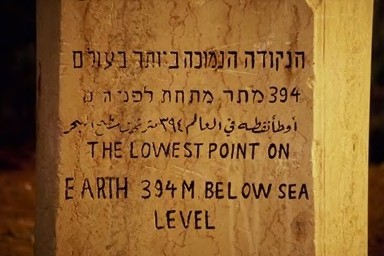 הנקודה הנמוכה ביותר בעולם
394 מתר מתחת לפני ה
أوطأ نقطة في العالم ٣٩٤ متر تحت سطح البحر
THE LOWEST POINT ON
EARTH 394 M BELOW SEA
LEVEL